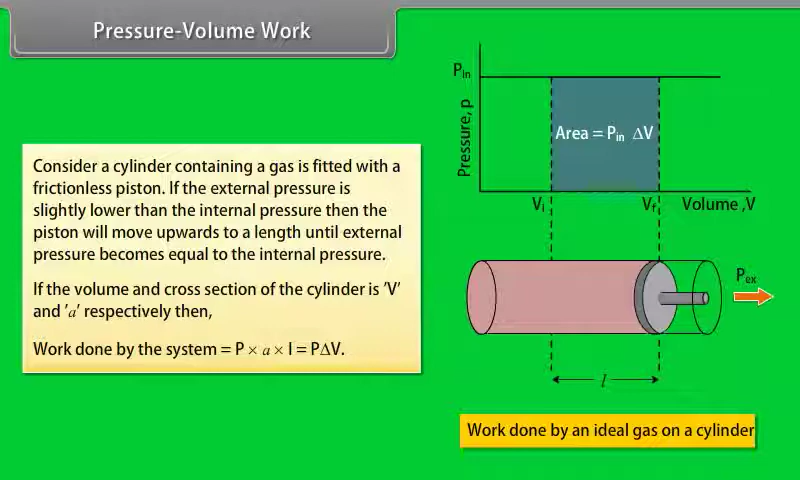 Pressure-Volume Work
Consider a cylinder containing a gas is fitted with a
frictionless piston. If the external pressure is
slightly lower than the internal pressure then the
piston will move upwards to a length until external
pressure becomes equal to the internal pressure.
If the volume and cross section of the cylinder is 'V'
and 'a' respectively then,
Work done by the system = P × a × l = PΔV.
Pin
Pressure, p
Area = Pin ΔV
Vi
Vf
Volume ,V
Pex
l
Work done by an ideal gas on a cylinder